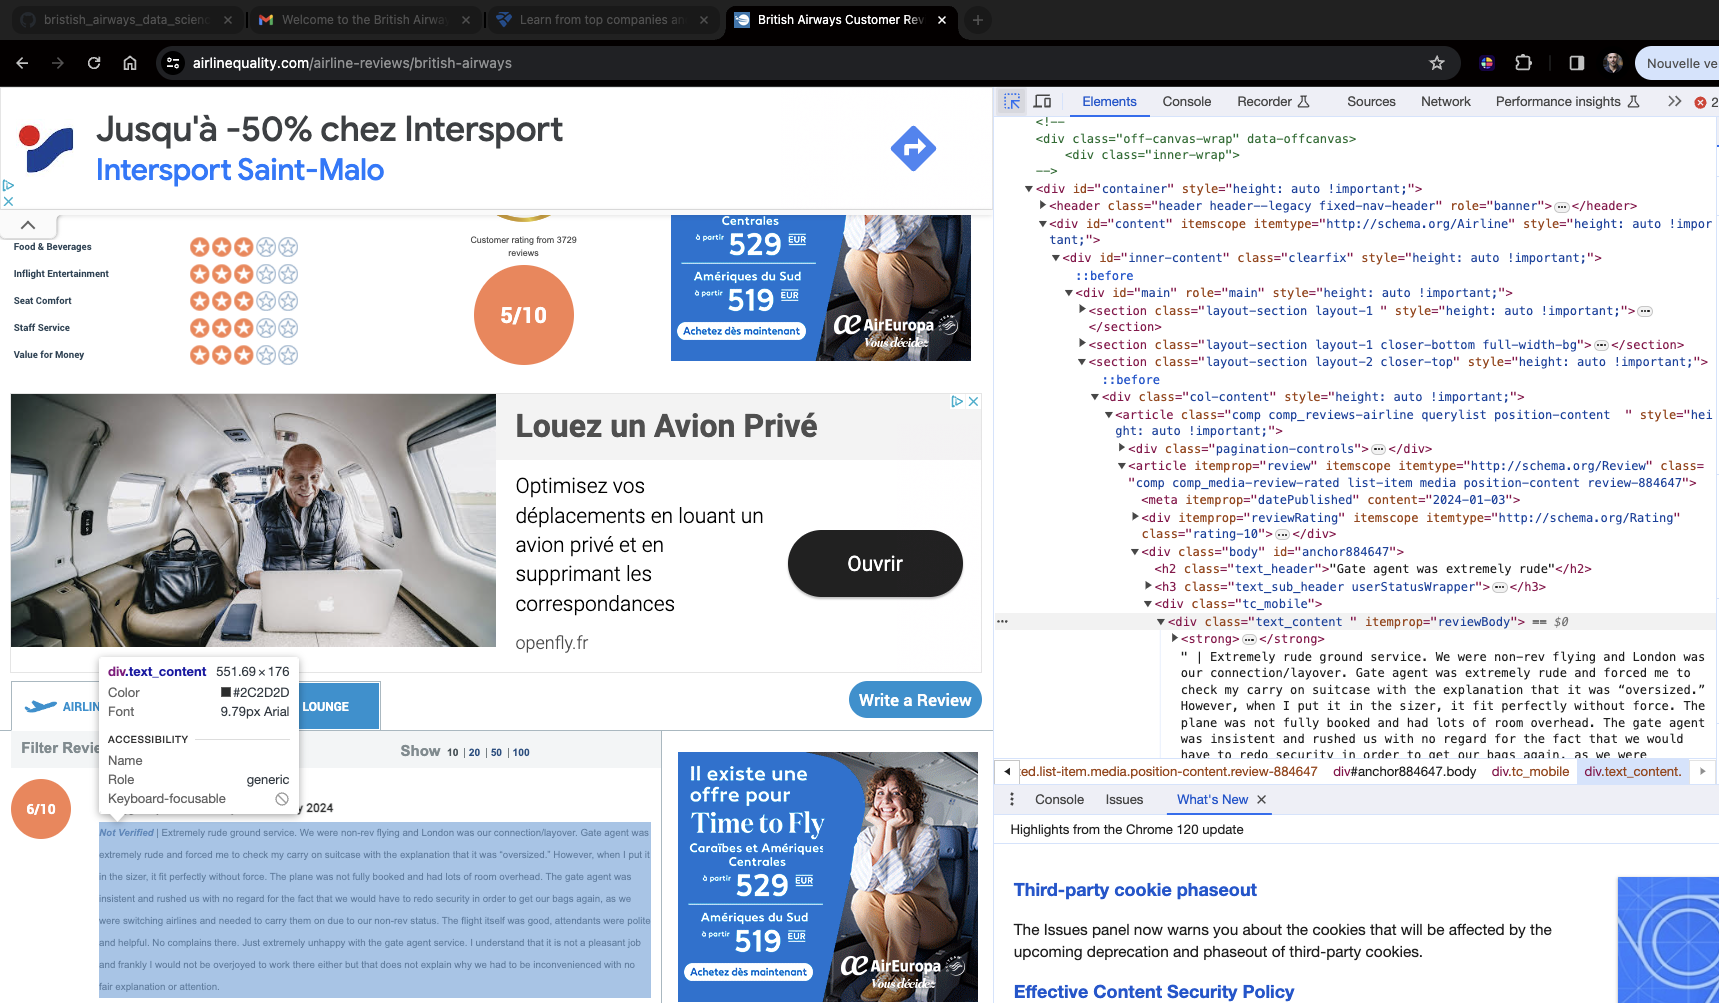 bristish_airways_data_scienc
Welcome to the British Airwa
Learn from top companies an
British Airways Customer Rev
airlinequality.com/airline-reviews/british-airways
Nouvelle ve
Jusqu'à -50% chez Intersport
Intersport Saint-Malo
Food & Beverages
Inflight Entertainment
Seat Comfort
Staff Service
Value for Money
Customer rating from 3729
reviews
5/10
Centrales
à partir 529 EUR
Amériques du Sud
à partir 519 EUR
Achetez dès maintenant
AirEuropa
Vous décidez
Louez un Avion Privé
Optimisez vos
déplacements en louant un
avion privé et en
supprimant les
correspondances
openfly.fr
Ouvrir
div.text_content 551.69 × 176
Color #2C2D2D
Font 9.79px Arial
ACCESSIBILITY
Name
Role generic
Keyboard-focusable
AIRLIN
LOUNGE
Write a Review
Filter Revie
Show 10 | 20 | 50 | 100
6/10
y 2024
Not Verified | Extremely rude ground service. We were non-rev flying and London was our connection/layover. Gate agent was
extremely rude and forced me to check my carry on suitcase with the explanation that it was “oversized.” However, when I put it
in the sizer, it fit perfectly without force. The plane was not fully booked and had lots of room overhead. The gate agent was
insistent and rushed us with no regard for the fact that we would have to redo security in order to get our bags again, as we
were switching airlines and needed to carry them on due to our non-rev status. The flight itself was good, attendants were polite
and helpful. No complains there. Just extremely unhappy with the gate agent service. I understand that it is not a pleasant job
and frankly I would not be overjoyed to work there either but that does not explain why we had to be inconvenienced with no
fair explanation or attention.
Il existe une
offre pour
Time to Fly
Caraïbes et Amériques
Centrales
à partir 529 EUR
Amériques du Sud
à partir 519 EUR
Achetez dès maintenant
AirEuropa
Vous décidez
Elements Console Recorder Sources Network Performance insights 2
<!--
<div class="off-canvas-wrap" data-offcanvas>
<div class="inner-wrap">
-->
<div id="container" style="height: auto !important;">
<header class="header header--legacy fixed-nav-header" role="banner"> … </header>
<div id="content" itemscope itemtype="http://schema.org/Airline" style="height: auto !impor
tant;">
<div id="inner-content" class="clearfix" style="height: auto !important;">
::before
<div id="main" role="main" style="height: auto !important;">
<section class="layout-section layout-1 " style="height: auto !important;"> …
</section>
<section class="layout-section layout-1 closer-bottom full-width-bg"> … </section>
<section class="layout-section layout-2 closer-top" style="height: auto !important;">
::before
<div class="col-content" style="height: auto !important;">
<article class="comp comp_reviews-airline querylist position-content  " style="hei
ght: auto !important;">
<div class="pagination-controls"> … </div>
<article itemprop="review" itemscope itemtype="http://schema.org/Review" class=
"comp comp_media-review-rated list-item media position-content review-884647">
<meta itemprop="datePublished" content="2024-01-03">
<div itemprop="reviewRating" itemscope itemtype="http://schema.org/Rating"
class="rating-10"> … </div>
<div class="body" id="anchor884647">
<h2 class="text_header">"Gate agent was extremely rude"</h2>
<h3 class="text_sub_header userStatusWrapper"> … </h3>
<div class="tc_mobile">
… <div class="text_content " itemprop="reviewBody"> == $0
<strong> … </strong>
" | Extremely rude ground service. We were non-rev flying and London was
our connection/layover. Gate agent was extremely rude and forced me to
check my carry on suitcase with the explanation that it was “oversized.”
However, when I put it in the sizer, it fit perfectly without force. The
plane was not fully booked and had lots of room overhead. The gate agent
was insistent and rushed us with no regard for the fact that we would
have to redo security in order to get our bags again, as we were
ed.list-item.media.position-content.review-884647 div#anchor884647.body div.tc_mobile div.text_content.
Console Issues What's New
Highlights from the Chrome 120 update
Third-party cookie phaseout
The Issues panel now warns you about the cookies that will be affected by the
upcoming deprecation and phaseout of third-party cookies.
Effective Content Security Policy